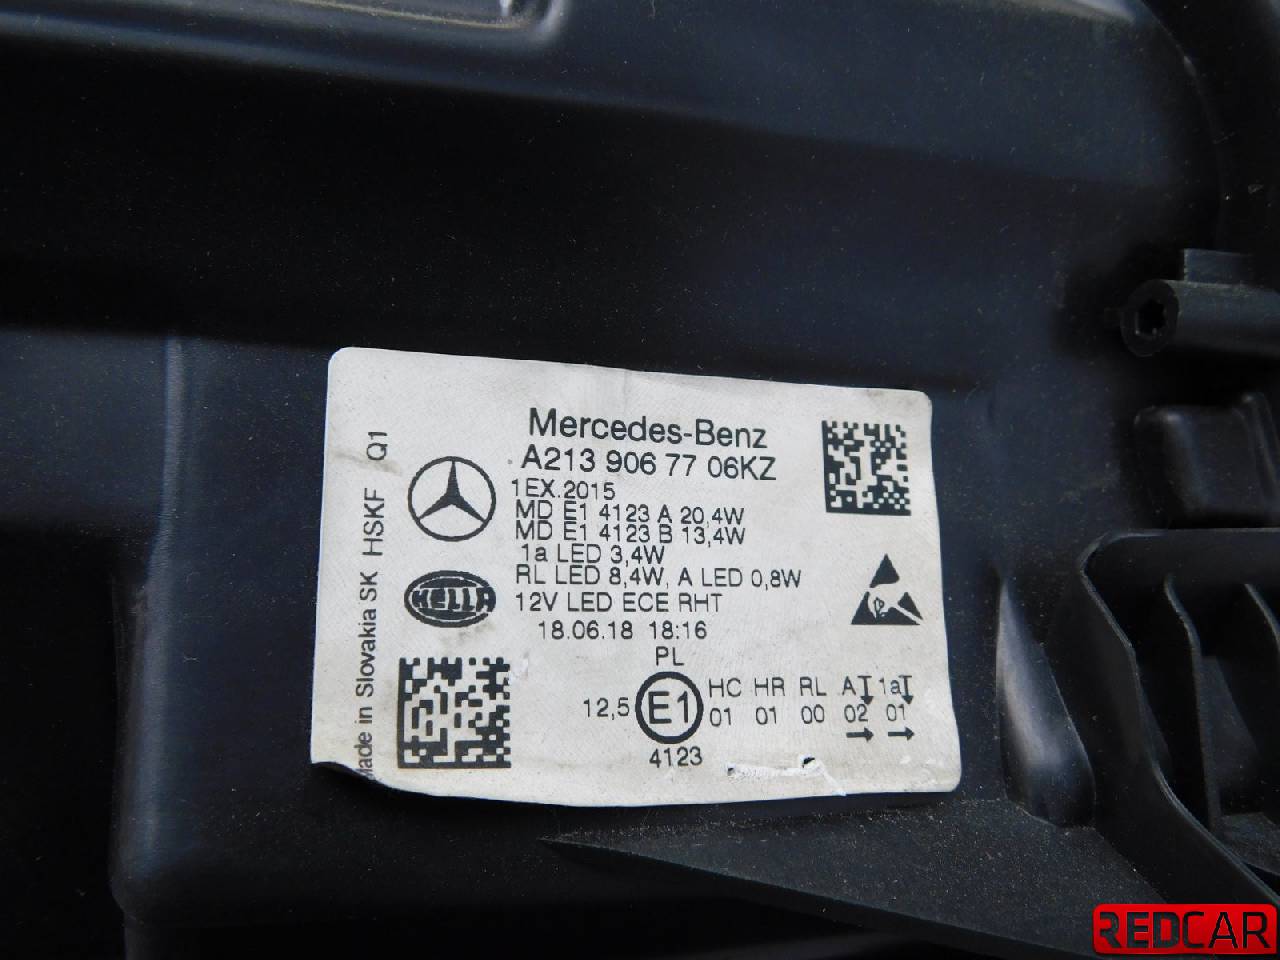 Mercedes-Benz
A213 906 77 06KZ
1EX.2015
MD E1 4123 A 20,4W
MD E1 4123 B 13,4W
1a LED 3,4W
RL LED 8,4W, A LED 0,8W
12V LED ECE RHT
18.06.18 18:16
PL
HELLA
Made in Slovakia SK HSKF Q1
12,5 E1 HC HR RL A 1a
01 01 00 02 01
4123
REDCAR